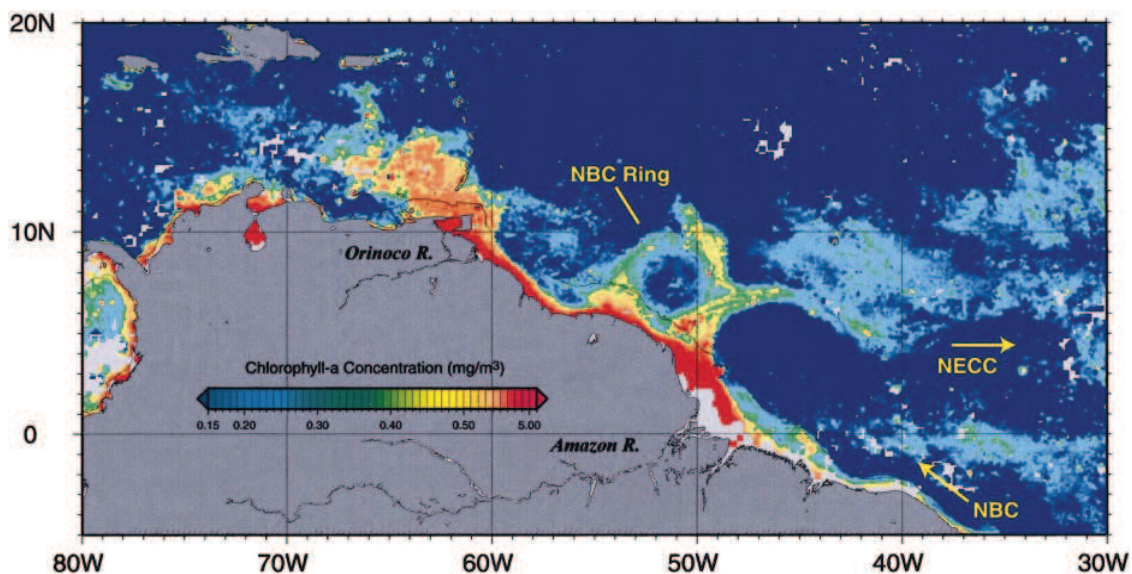 20N
NBC Ring
10N
Orinoco R.
NECC
Chlorophyll-a Concentration (mg/m³)
0.15 0.20 0.30 0.40 0.50 5.00
0
Amazon R.
NBC
80W 70W 60W 50W 40W 30W